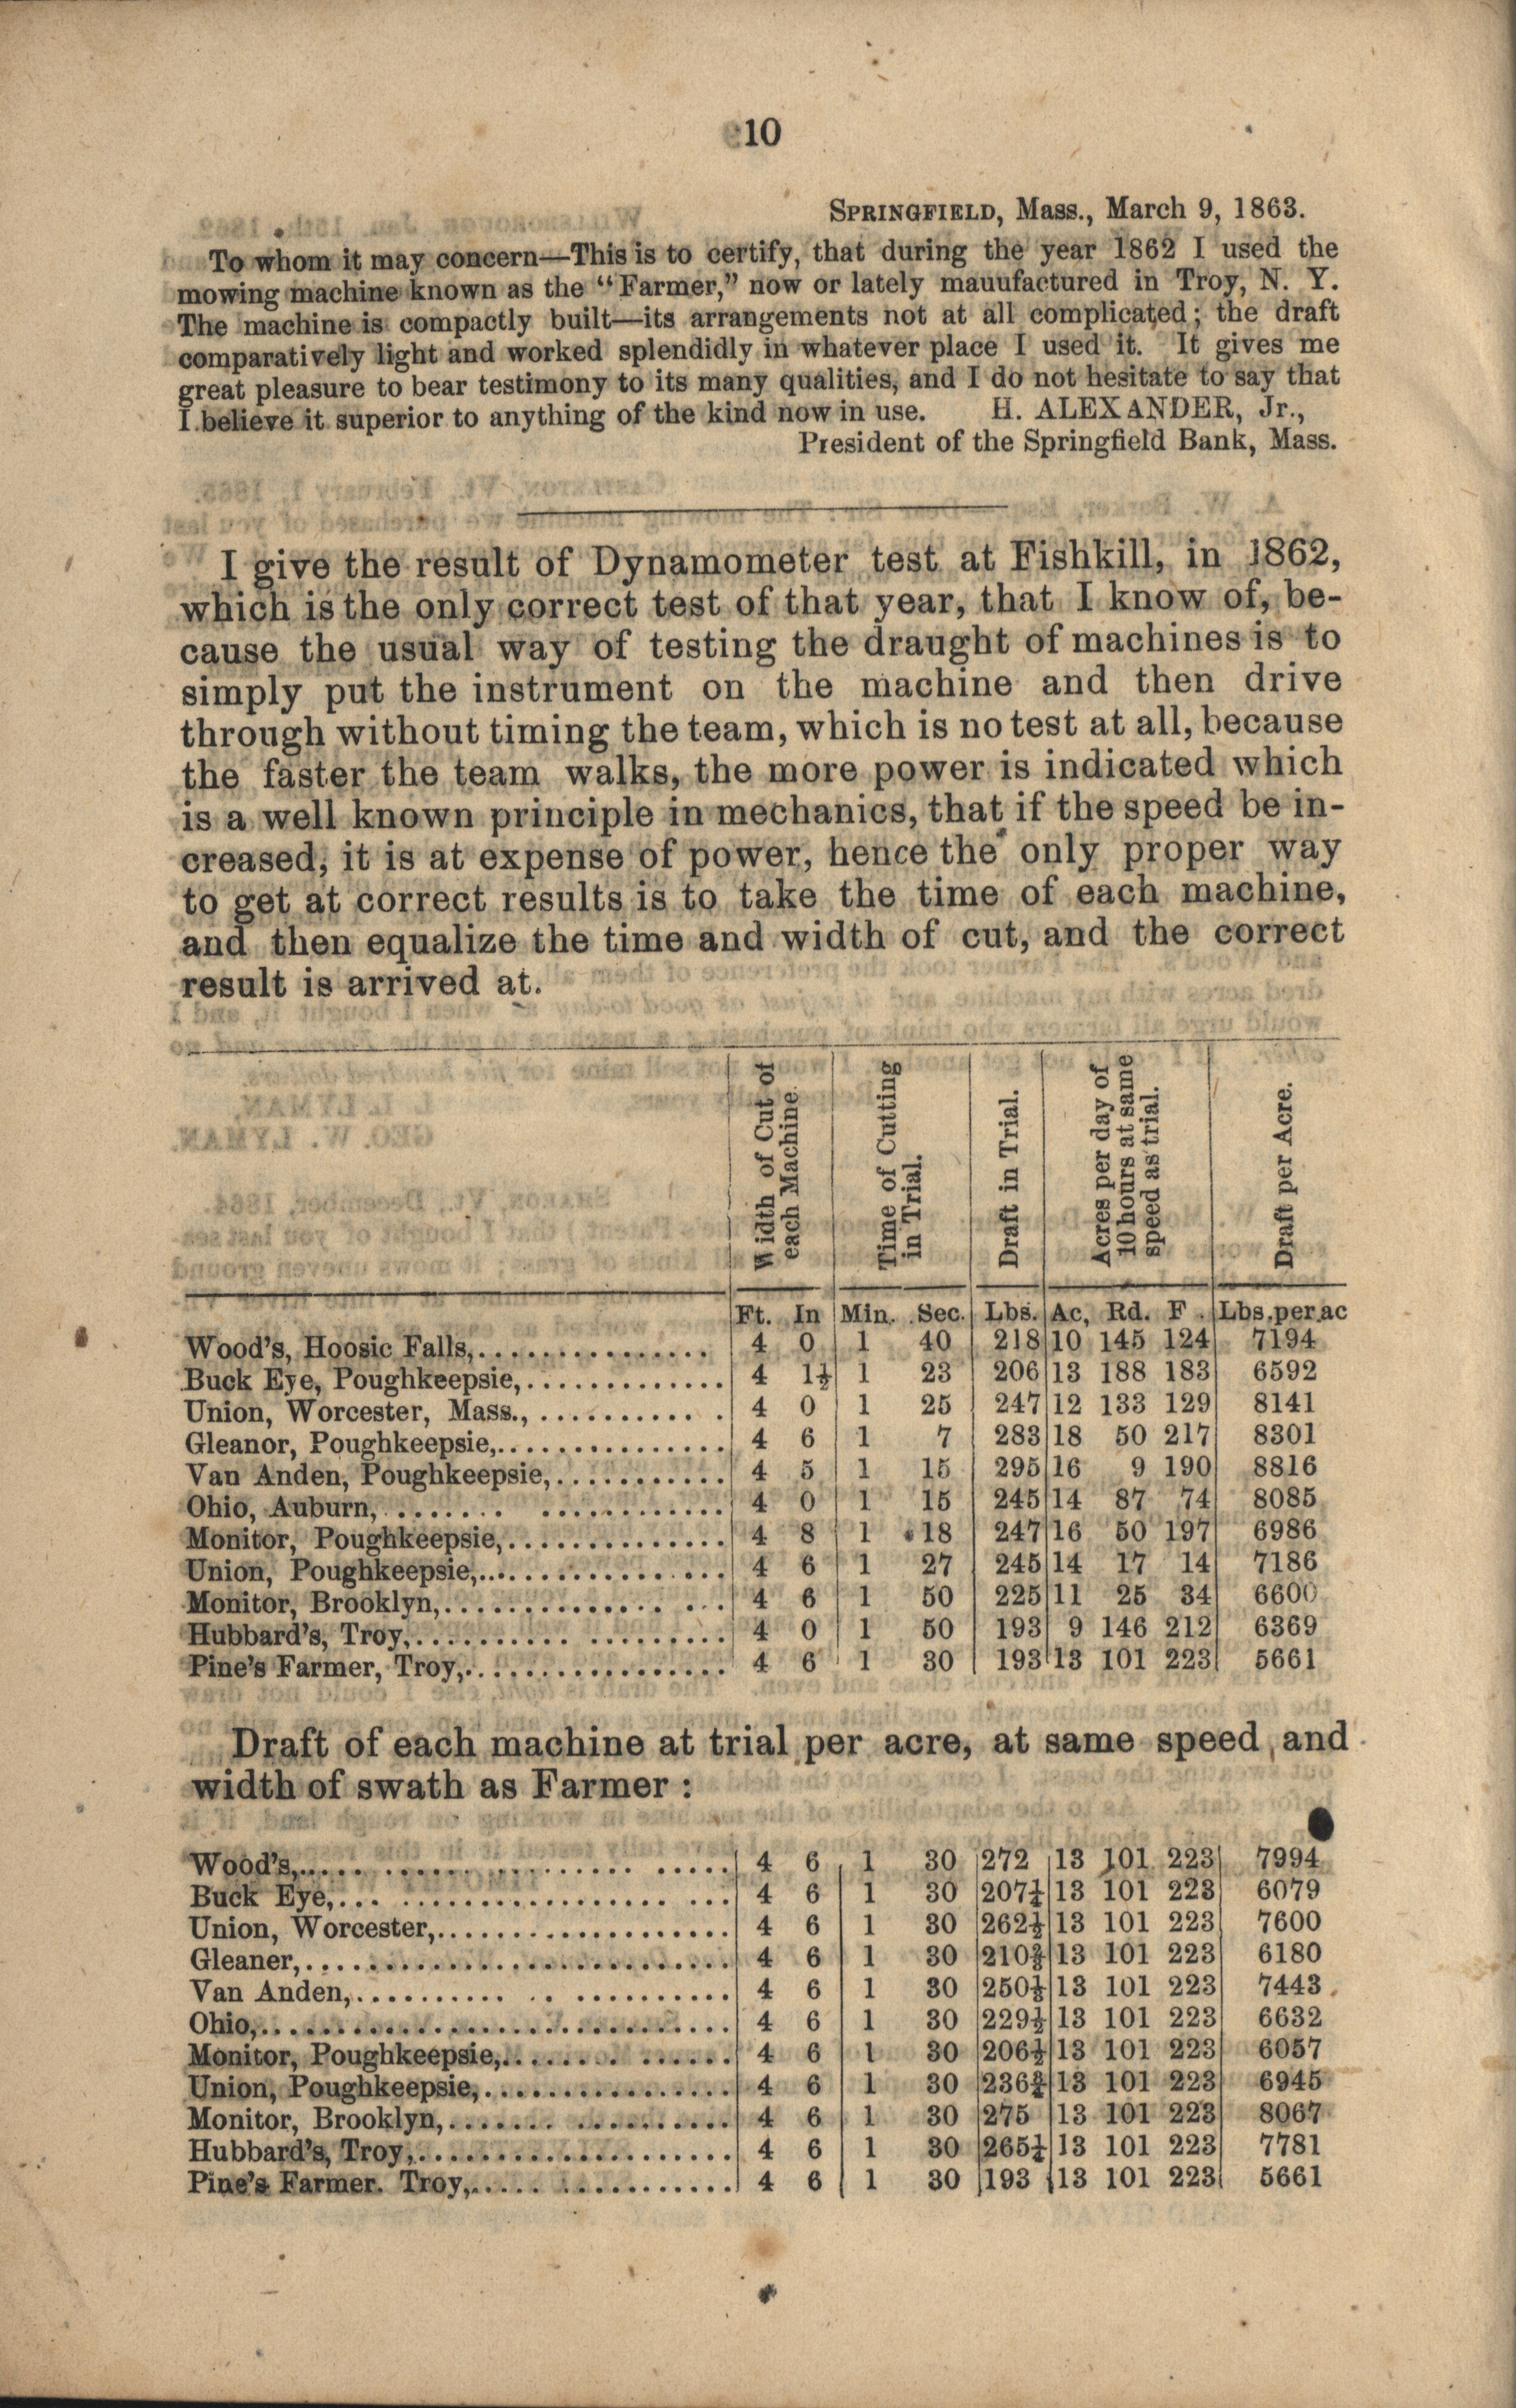 10
SPRINGFIELD, Mass., March 9, 1863.
To whom it may concern—This is to certify, that during the year 1862 I used the
mowing machine known as the "Farmer," now or lately mauufactured in Troy, N. Y.
The machine is compactly built—its arrangements not at all complicated; the draft
comparatively light and worked splendidly in whatever place I used it. It gives me
great pleasure to bear testimony to its many qualities, and I do not hesitate to say that
I believe it superior to anything of the kind now in use. H. ALEXANDER, Jr.,
President of the Springfield Bank, Mass.
I give the result of Dynamometer test at Fishkill, in 1862,
which is the only correct test of that year, that I know of, be-
cause the usual way of testing the draught of machines is to
simply put the instrument on the machine and then drive
through without timing the team, which is no test at all, because
the faster the team walks, the more power is indicated which
is a well known principle in mechanics, that if the speed be in-
creased, it is at expense of power, hence the only proper way
to get at correct results is to take the time of each machine,
and then equalize the time and width of cut, and the correct
result is arrived at.
Width of Cut of
each Machine.
Time of Cutting
in Trial.
Draft in Trial.
Acres per day of
10 hours at same
speed as trial.
Draft per Acre.
Ft. In Min. Sec. Lbs. Ac, Rd. F. Lbs.per.ac
Wood's, Hoosic Falls,............... 4 0 1 40 218 10 145 124 7194
Buck Eye, Poughkeepsie,............. 4 1½ 1 23 206 13 188 183 6592
Union, Worcester, Mass., ........... 4 0 1 25 247 12 133 129 8141
Gleanor, Poughkeepsie,............... 4 6 1 7 283 18 50 217 8301
Van Anden, Poughkeepsie,........... 4 5 1 15 295 16 9 190 8816
Ohio, Auburn, ....... ............ 4 0 1 15 245 14 87 74 8085
Monitor, Poughkeepsie,.............. 4 8 1 18 247 16 50 197 6986
Union, Poughkeepsie,................ 4 6 1 27 245 14 17 14 7186
Monitor, Brooklyn,.............. ... 4 6 1 50 225 11 25 34 6600
Hubbard's, Troy,.......... ......... 4 0 1 50 193 9 146 212 6369
Pine's Farmer, Troy,................. 4 6 1 30 193 13 101 223 5661
Draft of each machine at trial per acre, at same speed, and
width of swath as Farmer :
Wood's,..... ...... ......... ..... 4 6 1 30 272 13 101 223 7994
Buck Eye,... ................. ... 4 6 1 30 207¼ 13 101 223 6079
Union, Worcester,................... 4 6 1 30 262½ 13 101 223 7600
Gleaner,........................... 4 6 1 30 210¾ 13 101 223 6180
Van Anden,.......... .. .......... 4 6 1 30 250½ 13 101 223 7443
Ohio,.............................. 4 6 1 30 229½ 13 101 223 6632
Monitor, Poughkeepsie,....... ...... 4 6 1 30 206½ 13 101 223 6057
Union, Poughkeepsie,................ 4 6 1 30 236¾ 13 101 223 6945
Monitor, Brooklyn,....... .......... 4 6 1 30 275 13 101 223 8067
Hubbard's, Troy,.................... 4 6 1 30 265¼ 13 101 223 7781
Pine's Farmer. Troy,..... ........... 4 6 1 30 193 13 101 223 5661